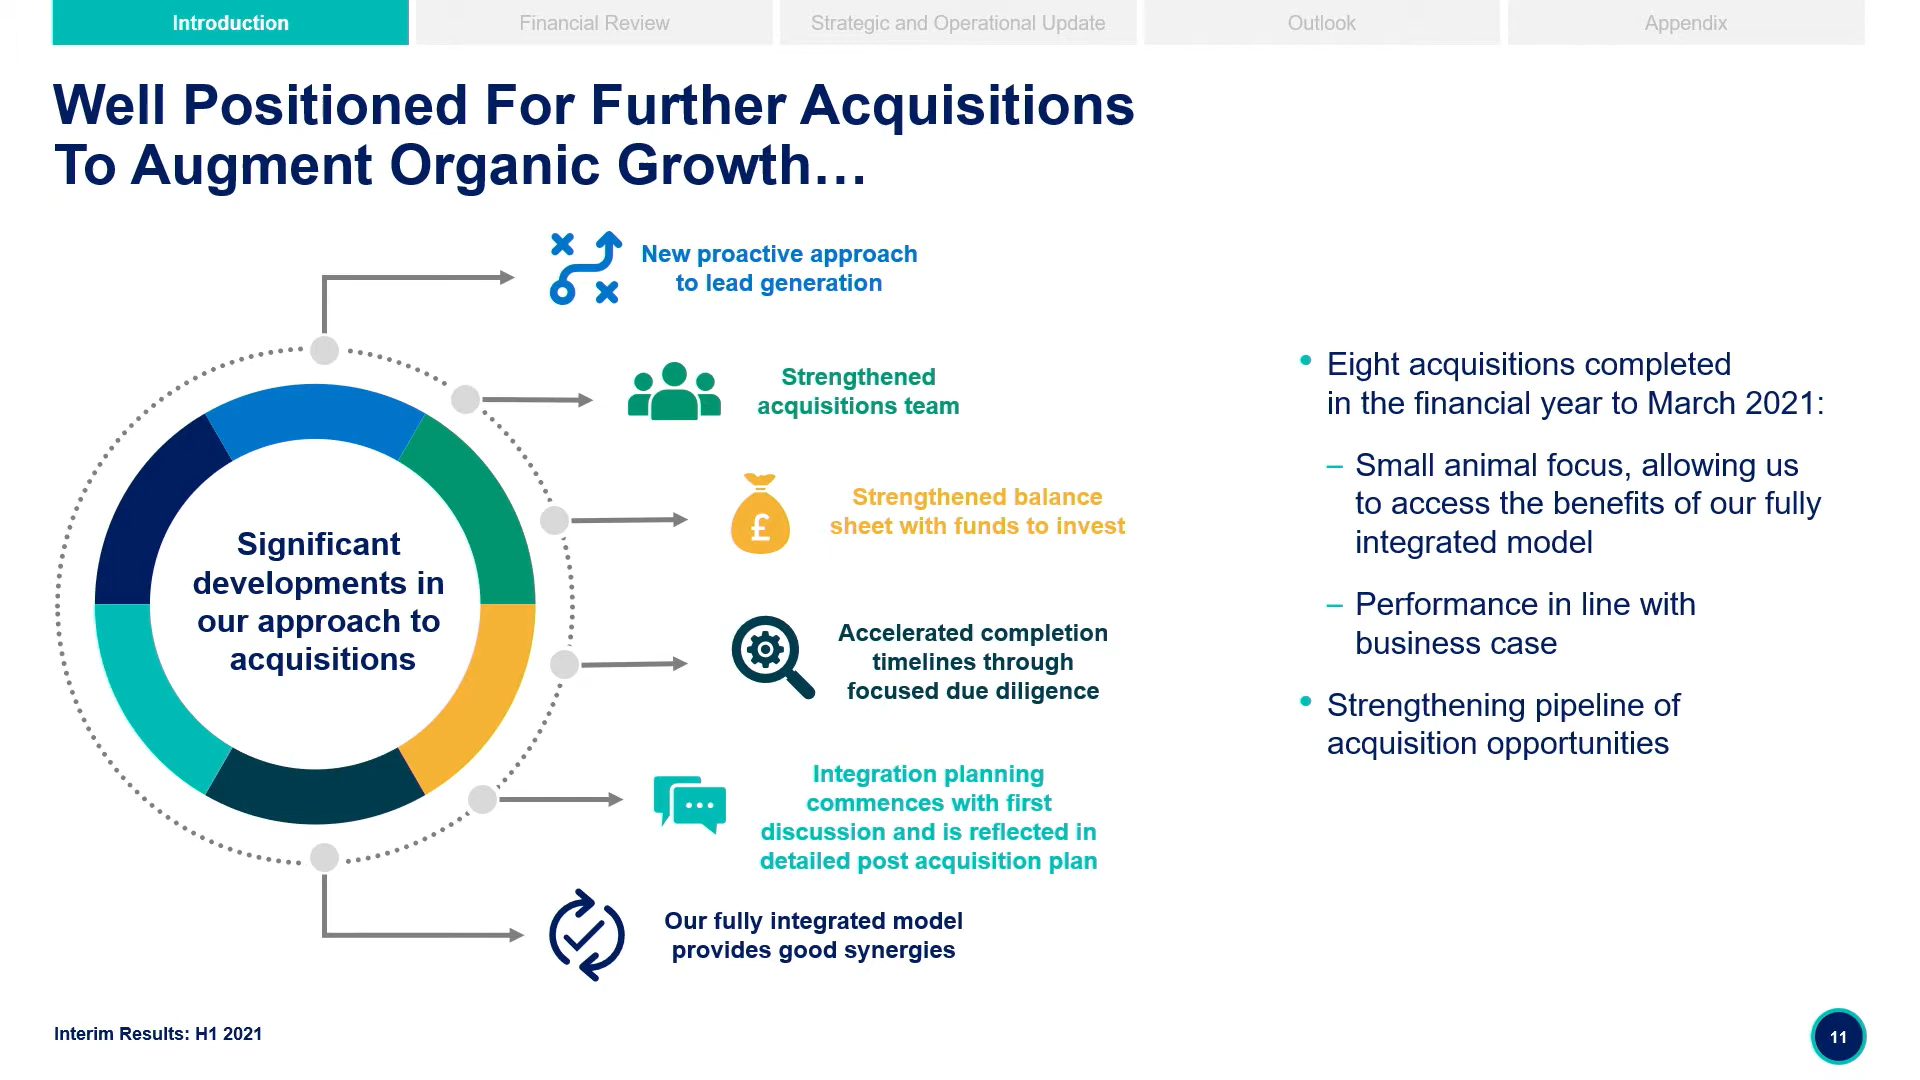 Introduction
Financial Review
Strategic and Operational Update
Outlook
Appendix
Well Positioned For Further Acquisitions
To Augment Organic Growth…
New proactive approach
to lead generation
Strengthened
acquisitions team
£
Strengthened balance
sheet with funds to invest
Accelerated completion
timelines through
focused due diligence
Integration planning
commences with first
discussion and is reflected in
detailed post acquisition plan
Our fully integrated model
provides good synergies
Significant
developments in
our approach to
acquisitions
• Eight acquisitions completed
in the financial year to March 2021:
– Small animal focus, allowing us
to access the benefits of our fully
integrated model
– Performance in line with
business case
• Strengthening pipeline of
acquisition opportunities
Interim Results: H1 2021
11